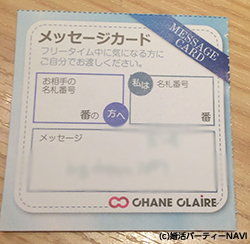 メッセージカード
MESSAGE CARD
フリータイム中に気になる方に
ご自分でお渡しください。
お相手の
名札番号
番の
方へ
私は
名札番号
番
メッセージ
CHANE CLAIRE
(c)婚活パーティーNAVI